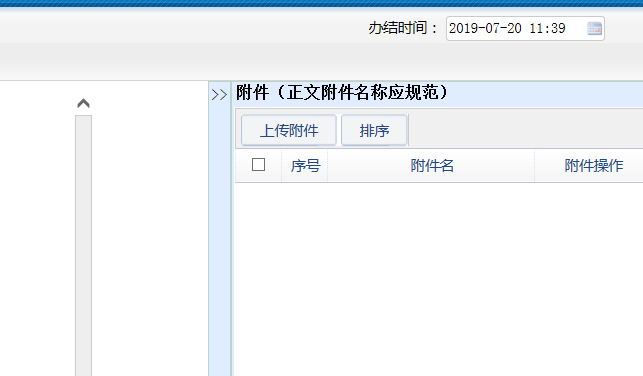 办结时间： 2019-07-20 11:39
>> 附件（正文附件名称应规范）
上传附件 排序
序号 附件名 附件操作